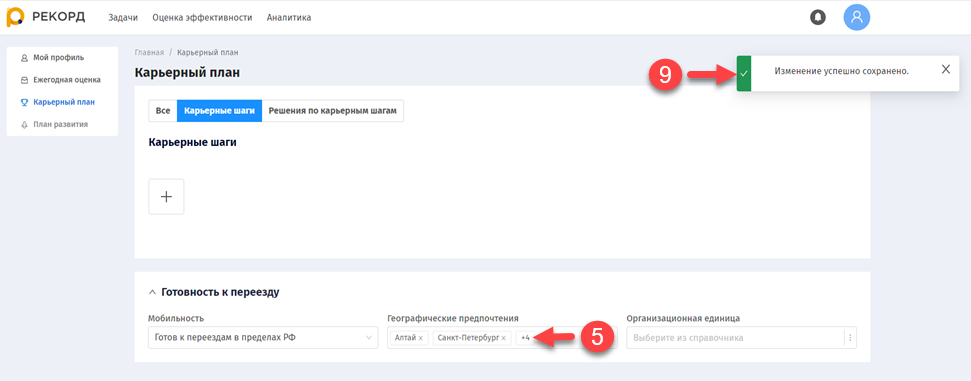 РЕКОРД Задачи Оценка эффективности Аналитика
Мой профиль
Ежегодная оценка
Карьерный план
План развития
Главная / Карьерный план
Карьерный план
9
Изменение успешно сохранено.
Все Карьерные шаги Решения по карьерным шагам
Карьерные шаги
Готовность к переезду
Мобильность Географические предпочтения Организационная единица
Готов к переездам в пределах РФ Алтай x Санкт-Петербург x +4 5 Выберите из справочника